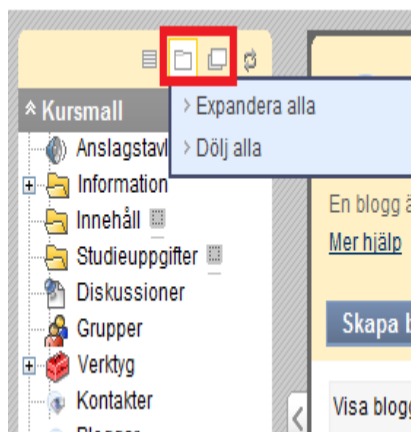 Expandera alla
Dölj alla
Kursmall
Anslagstavl
Information
Innehåll
Studieuppgifter
Diskussioner
Grupper
Verktyg
Kontakter
En blogg ä
Mer hjälp
Skapa b
Visa blogg